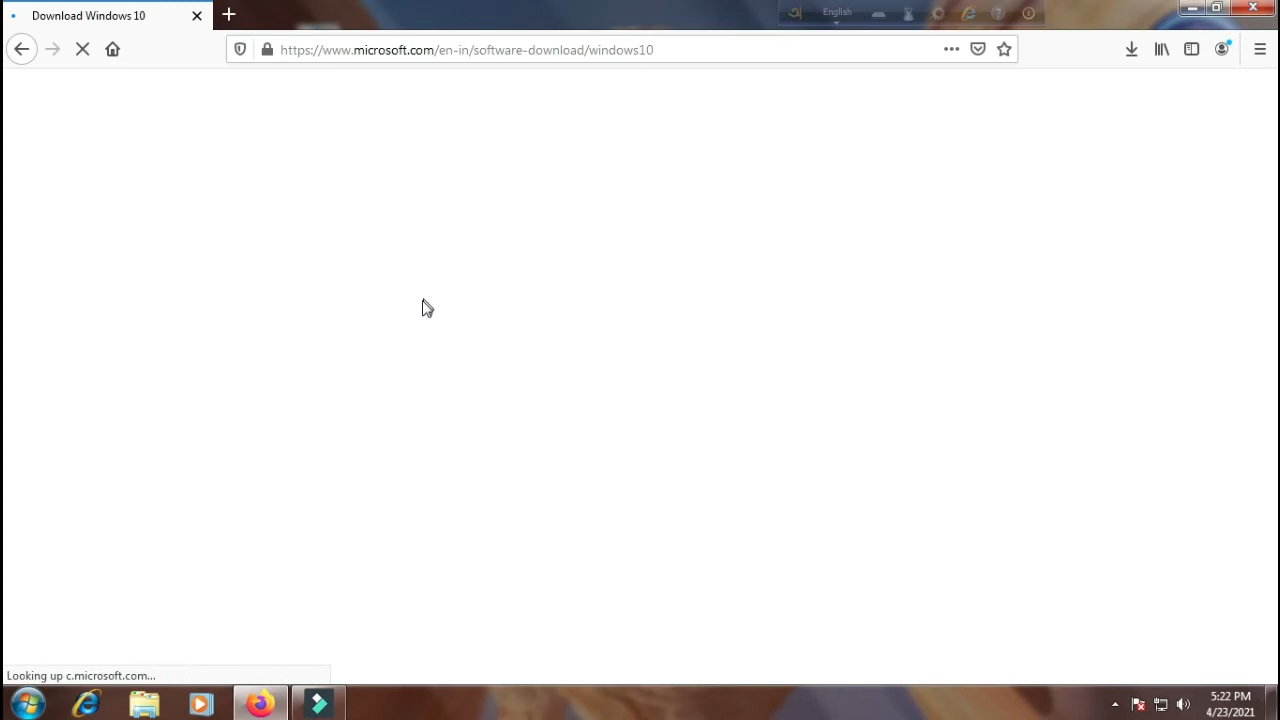 Download Windows 10
English
https://www.microsoft.com/en-in/software-download/windows10
Looking up c.microsoft.com...
5:22 PM
4/23/2021